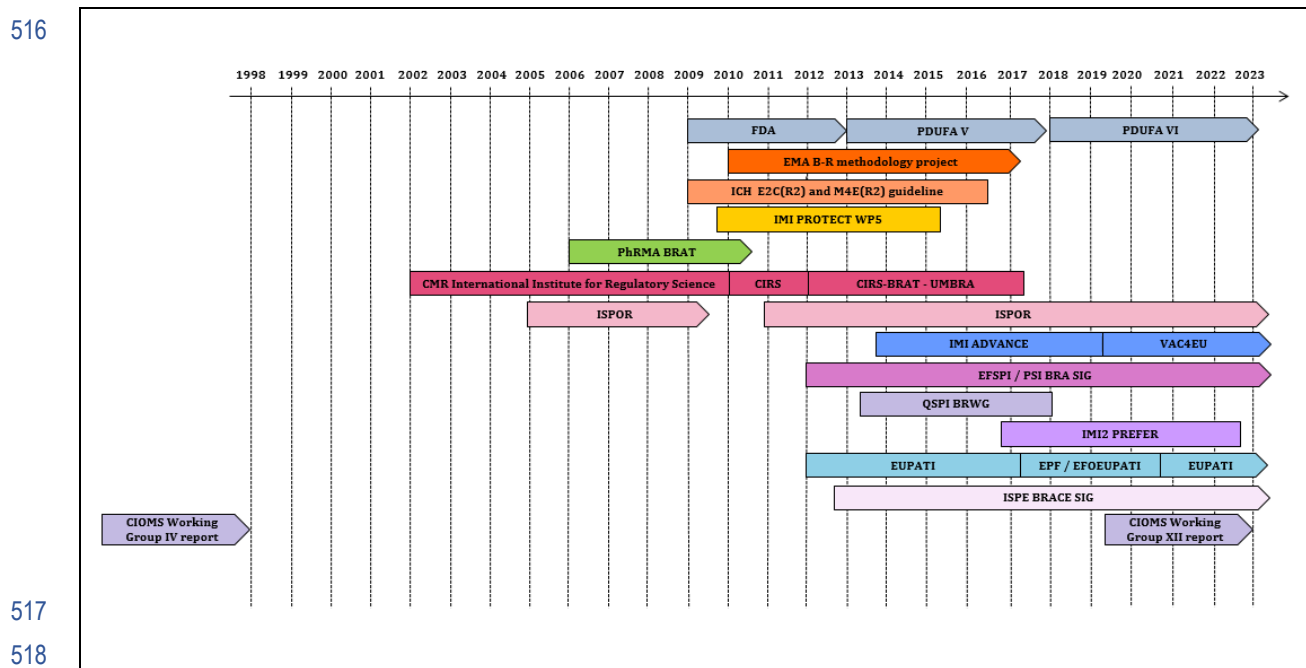 516
1998 1999 2000 2001 2002 2003 2004 2005 2006 2007 2008 2009 2010 2011 2012 2013 2014 2015 2016 2017 2018 2019 2020 2021 2022 2023
FDA PDUFA V PDUFA VI
EMA B-R methodology project
ICH E2C(R2) and M4E(R2) guideline
IMI PROTECT WP5
PhRMA BRAT
CMR International Institute for Regulatory Science CIRS CIRS-BRAT - UMBRA
ISPOR ISPOR
IMI ADVANCE VAC4EU
EFSPI / PSI BRA SIG
QSPI BRWG
IMI2 PREFER
EUPATI EPF / EFOEUPATI EUPATI
ISPE BRACE SIG
CIOMS Working
Group IV report
CIOMS Working
Group XII report
517
518